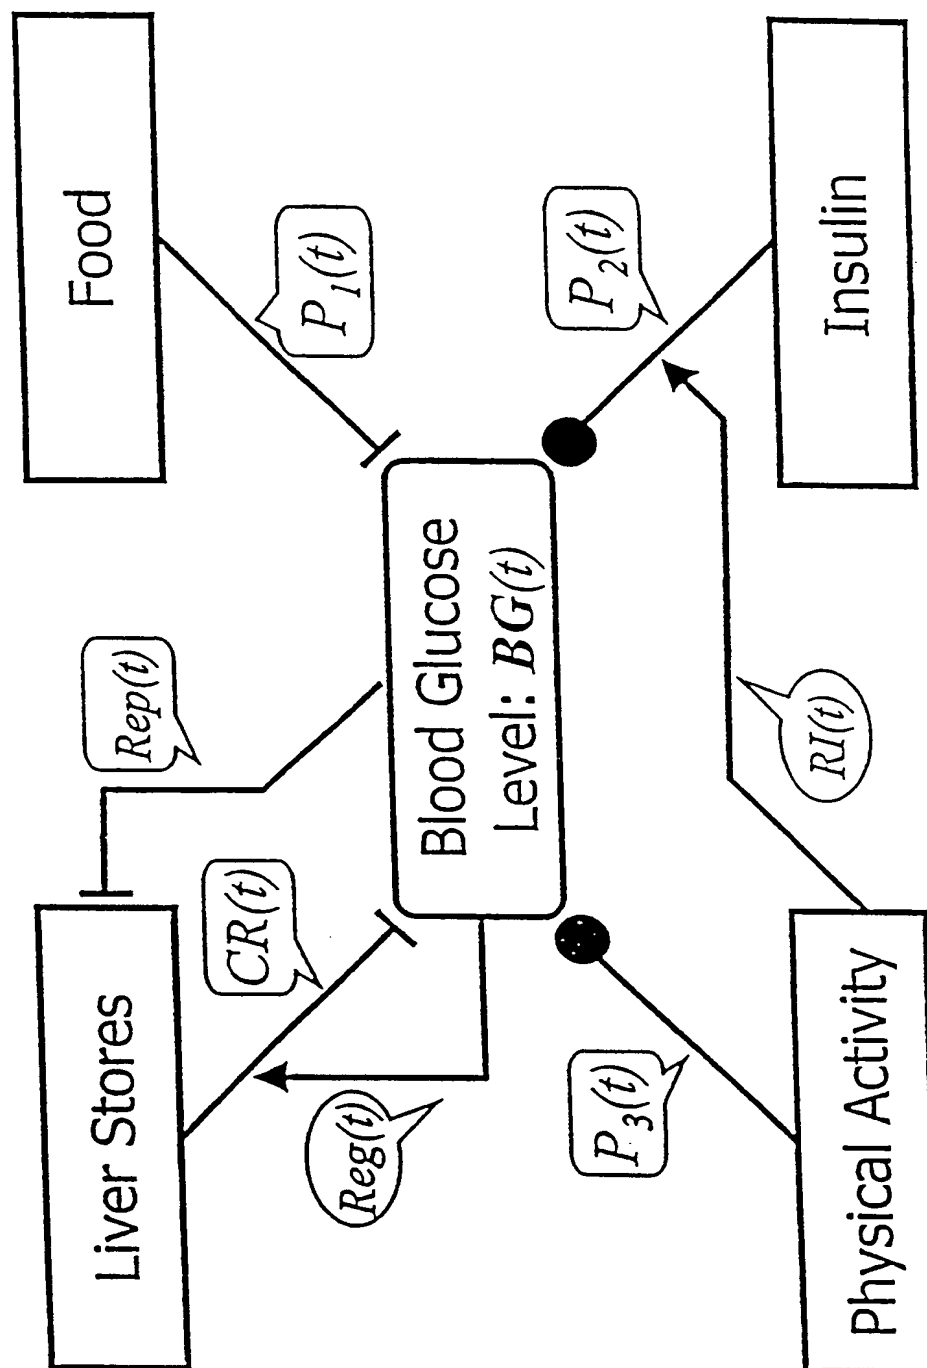 Liver Stores
Rep(t)
Food
CR(t)
P1(t)
Reg(t)
Blood Glucose
Level: BG(t)
P3(t)
P2(t)
RI(t)
Physical Activity
Insulin